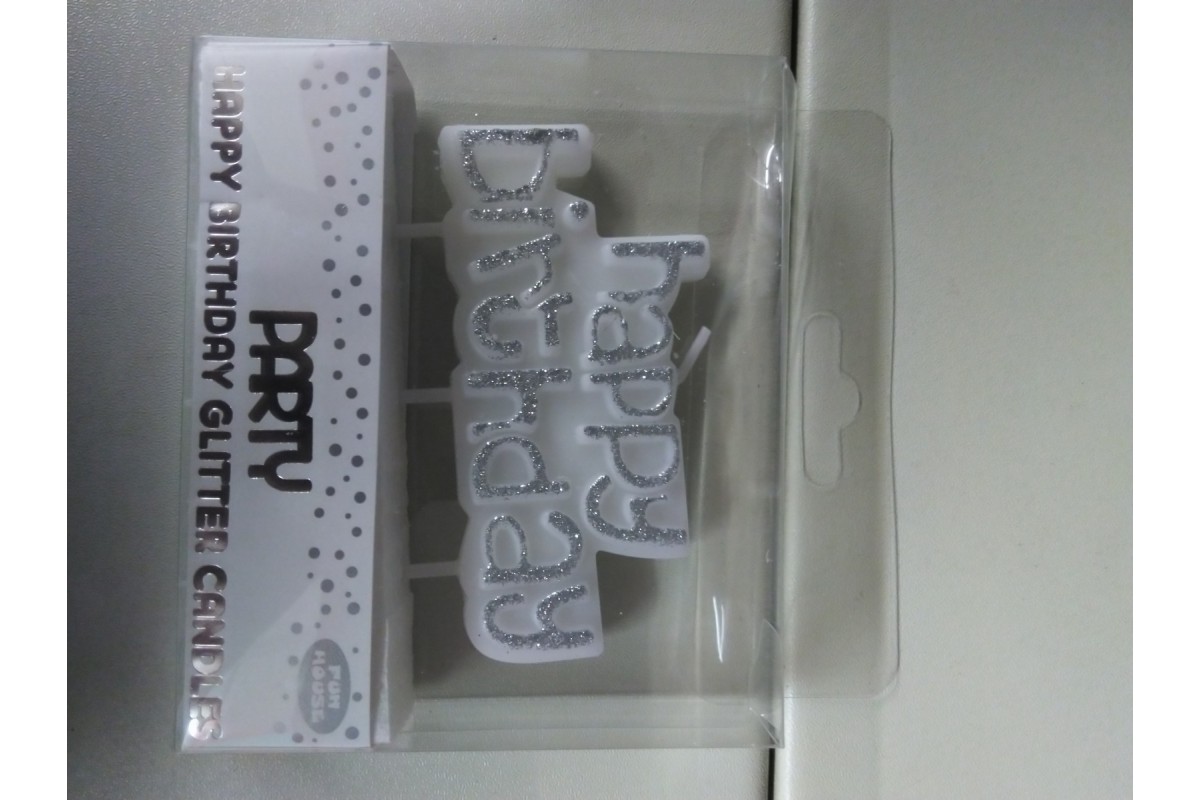 happy
birthday
PARTY
HAPPY BIRTHDAY GLITTER CANDLES
FUN
HOUSE